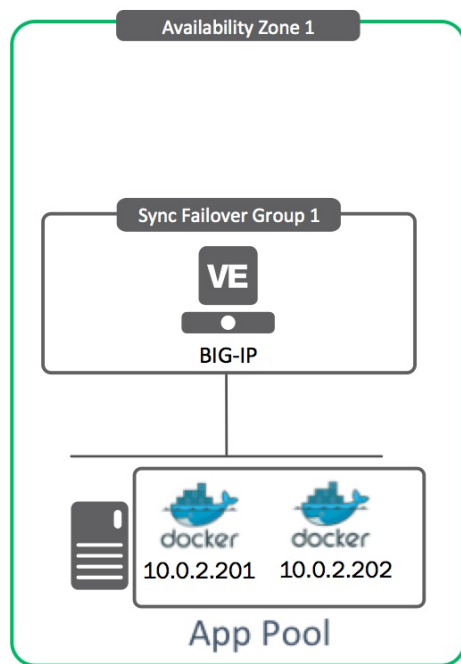 Availability Zone 1
Sync Failover Group 1
VE
BIG-IP
docker docker
10.0.2.201 10.0.2.202
App Pool